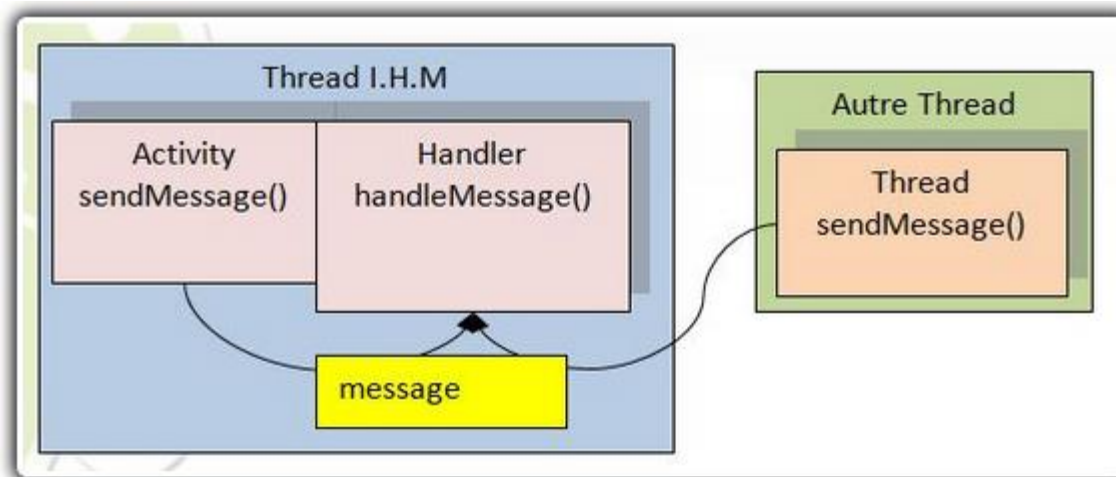 Thread I.H.M
Activity
sendMessage()
Handler
handleMessage()
message
Autre Thread
Thread
sendMessage()